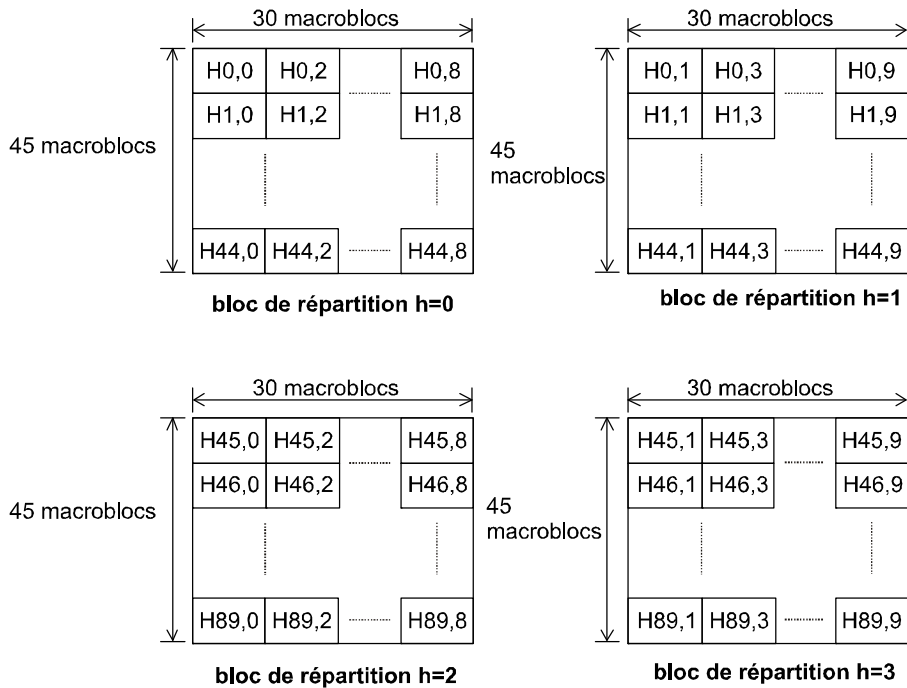 30 macroblocs
H0,0 H0,2 H0,8
H1,0 H1,2 H1,8
45 macroblocs
H44,0 H44,2 H44,8
bloc de répartition h=0
30 macroblocs
H0,1 H0,3 H0,9
H1,1 H1,3 H1,9
45
macroblocs
H44,1 H44,3 H44,9
bloc de répartition h=1
30 macroblocs
H45,0 H45,2 H45,8
H46,0 H46,2 H46,8
45 macroblocs
H89,0 H89,2 H89,8
bloc de répartition h=2
30 macroblocs
H45,1 H45,3 H45,9
H46,1 H46,3 H46,9
45
macroblocs
H89,1 H89,3 H89,9
bloc de répartition h=3